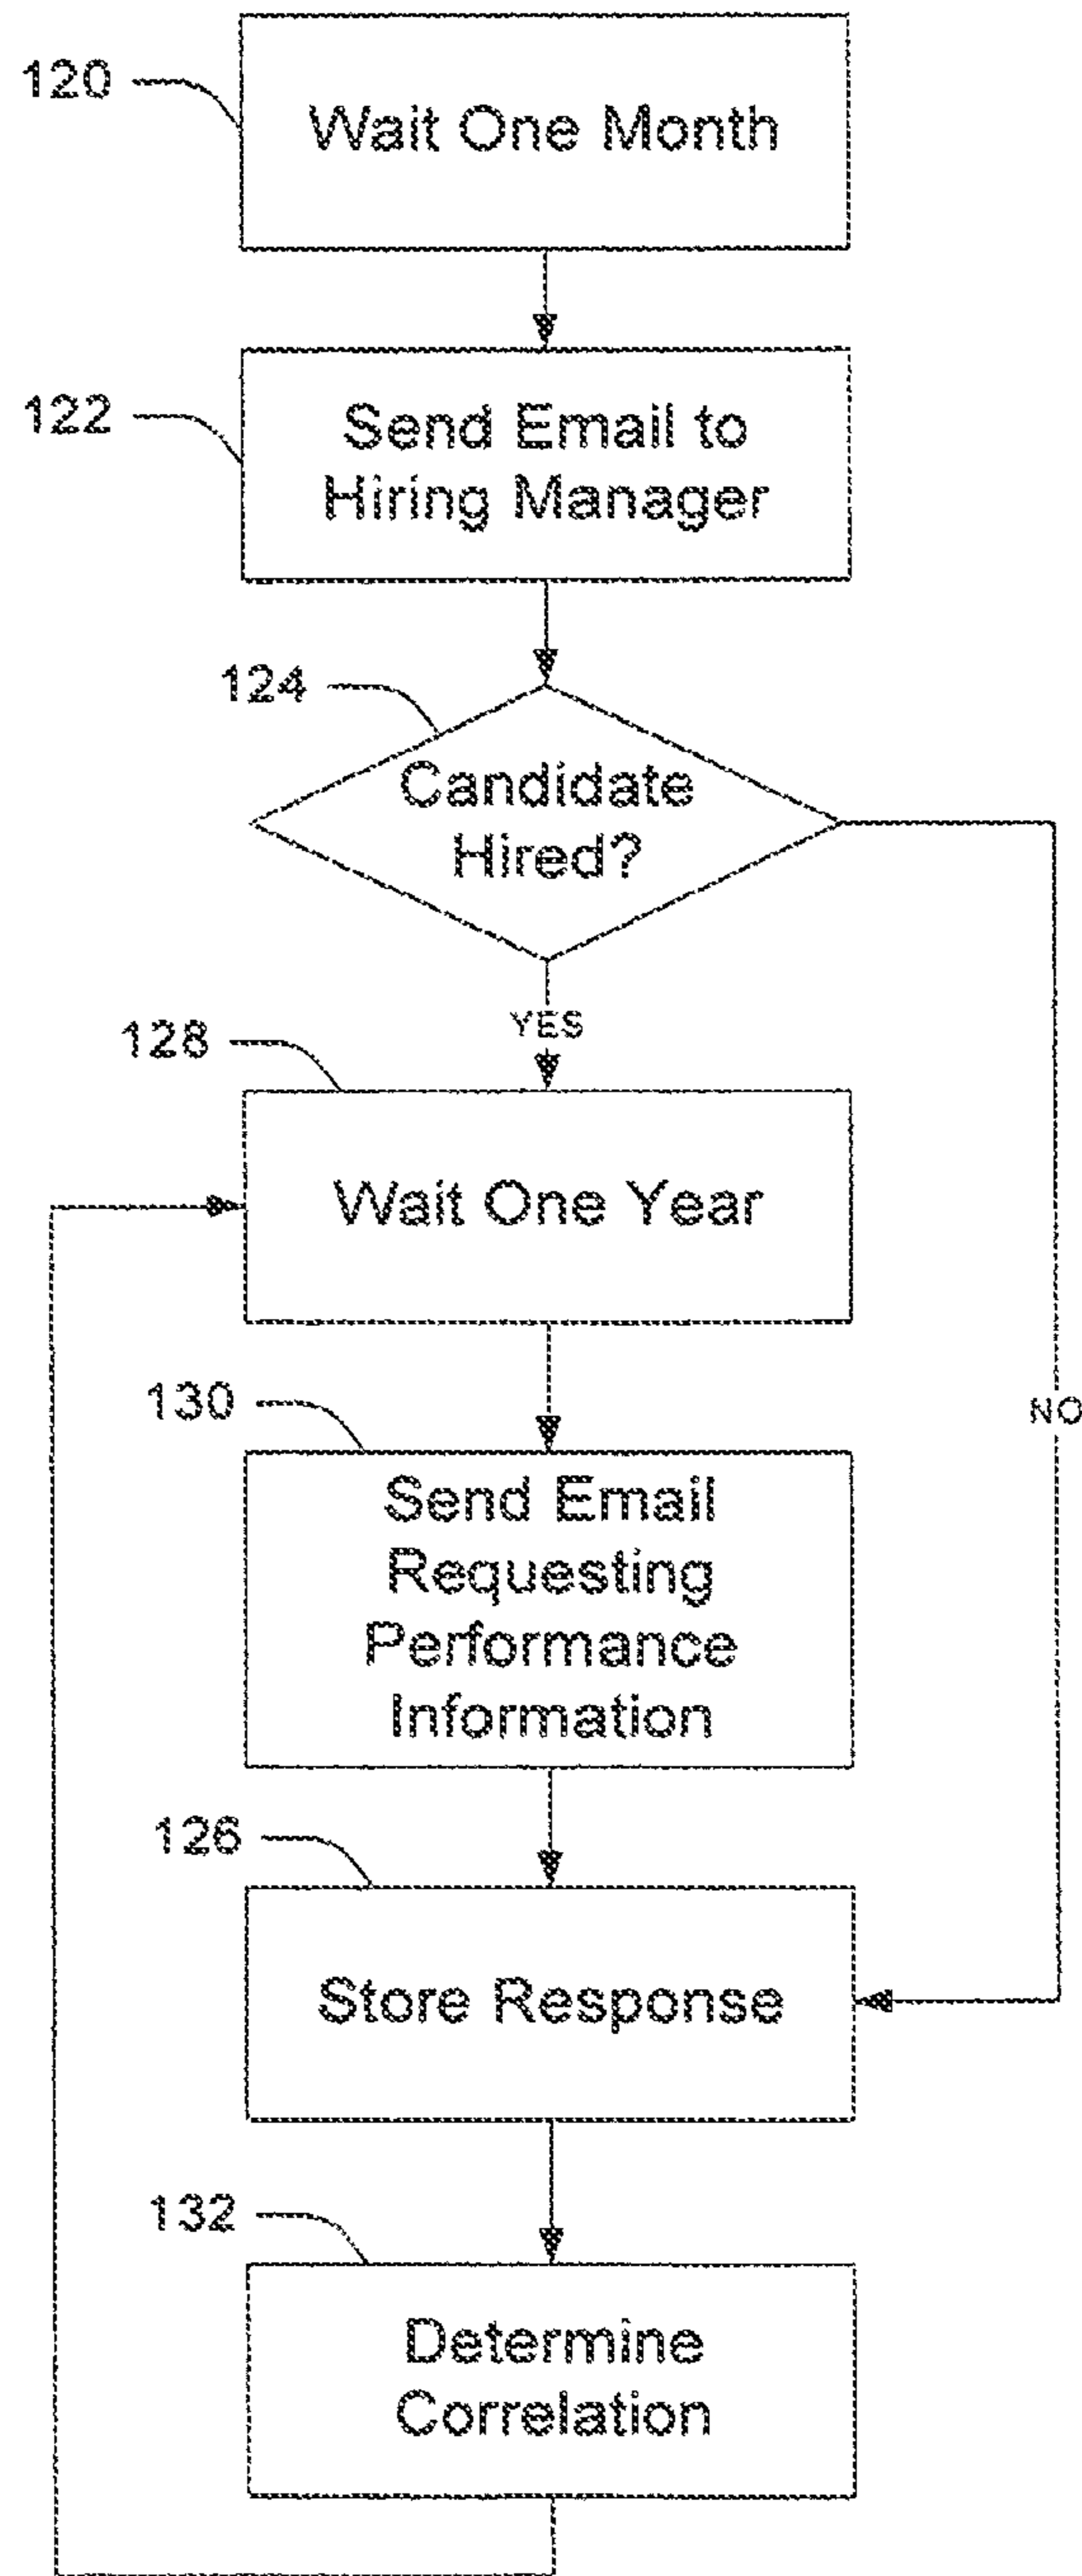 120
Wait One Month
122
Send Email to
Hiring Manager
124
Candidate
Hired?
YES
128
Wait One Year
130
NO
Send Email
Requesting
Performance
Information
126
Store Response
132
Determine
Correlation